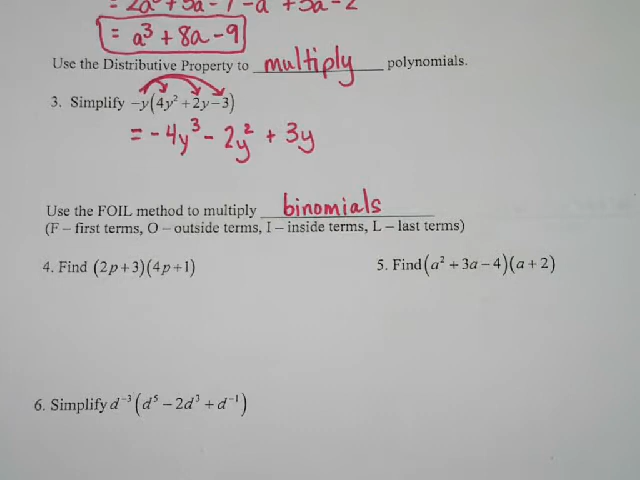 = a³ + 8a - 9
Use the Distributive Property to multiply polynomials.
3. Simplify −y(4y² + 2y − 3)
= - 4y³ - 2y² + 3y
Use the FOIL method to multiply binomials
(F – first terms, O – outside terms, I – inside terms, L – last terms)
4. Find (2p + 3)(4p + 1)
5. Find (a² + 3a − 4)(a + 2)
6. Simplify d⁻³(d⁵ − 2d³ + d⁻¹)